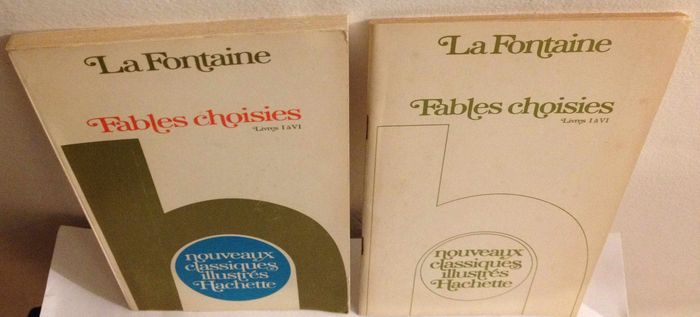 La Fontaine
Fables choisies
Livres I à VI
nouveaux
classiques
illustrés
Hachette
La Fontaine
Fables choisies
Livres I à VI
nouveaux
classiques
illustrés
Hachette